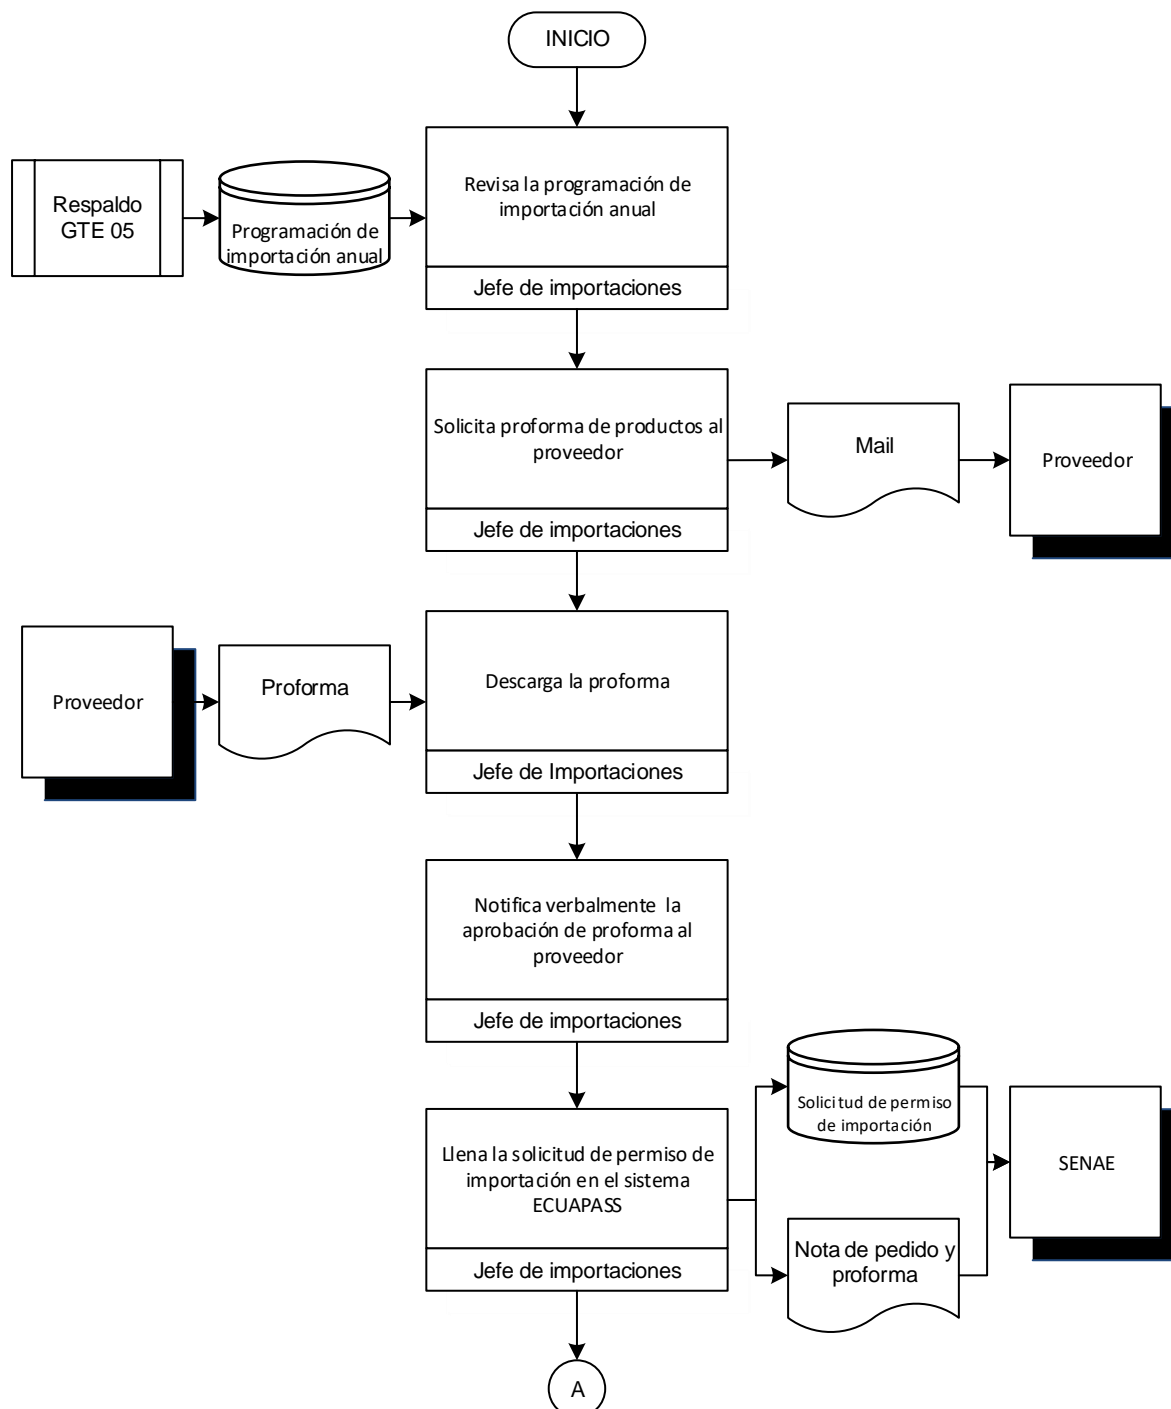 INICIO
Respaldo
GTE 05
Programación de
importación anual
Revisa la programación de
importación anual
Jefe de importaciones
Solicita proforma de productos al
proveedor
Jefe de importaciones
Mail
Proveedor
Proveedor
Proforma
Descarga la proforma
Jefe de Importaciones
Notifica verbalmente la
aprobación de proforma al
proveedor
Jefe de importaciones
Llena la solicitud de permiso de
importación en el sistema
ECUAPASS
Jefe de importaciones
Solicitud de permiso
de importación
Nota de pedido y
proforma
SENAE
A